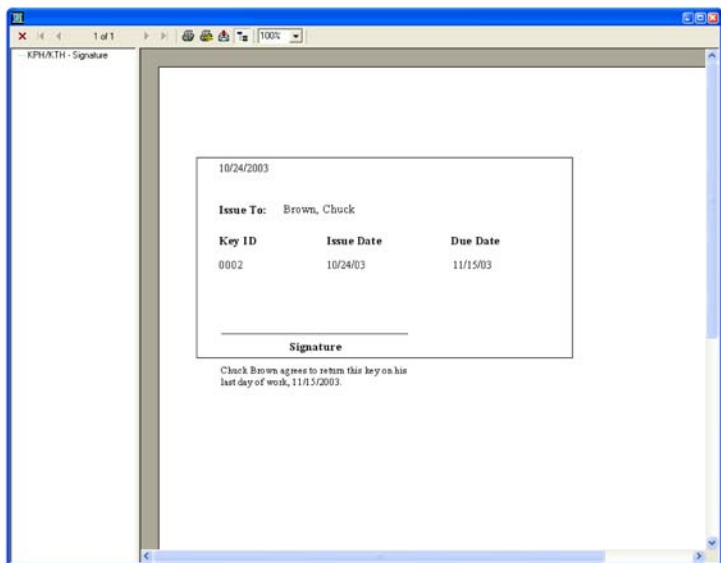 1 of 1
100%
KPH/KTH - Signature
10/24/2003
Issue To: Brown, Chuck
Key ID Issue Date Due Date
0002 10/24/03 11/15/03
Signature
Chuck Brown agrees to return this key on his
last day of work, 11/15/2003.